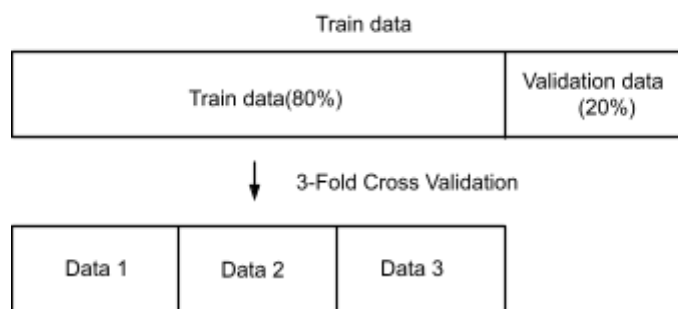 Train data
Train data(80%)
Validation data
(20%)
3-Fold Cross Validation
Data 1
Data 2
Data 3